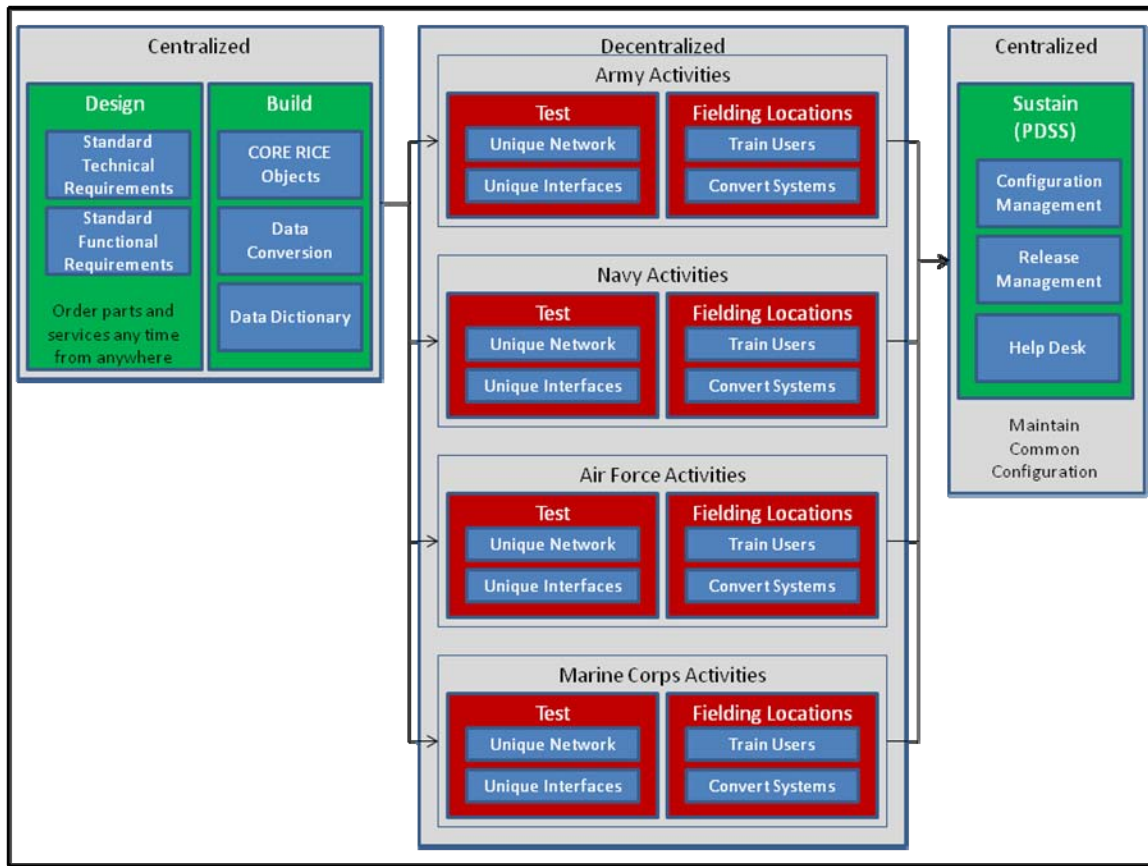 Centralized
Design
Standard
Technical
Requirements
Standard
Functional
Requirements
Order parts and
services any time
from anywhere
Build
CORE RICE
Objects
Data
Conversion
Data Dictionary
Decentralized
Army Activities
Test
Unique Network
Unique Interfaces
Fielding Locations
Train Users
Convert Systems
Navy Activities
Test
Unique Network
Unique Interfaces
Fielding Locations
Train Users
Convert Systems
Air Force Activities
Test
Unique Network
Unique Interfaces
Fielding Locations
Train Users
Convert Systems
Marine Corps Activities
Test
Unique Network
Unique Interfaces
Fielding Locations
Train Users
Convert Systems
Centralized
Sustain
(PDSS)
Configuration
Management
Release
Management
Help Desk
Maintain
Common
Configuration